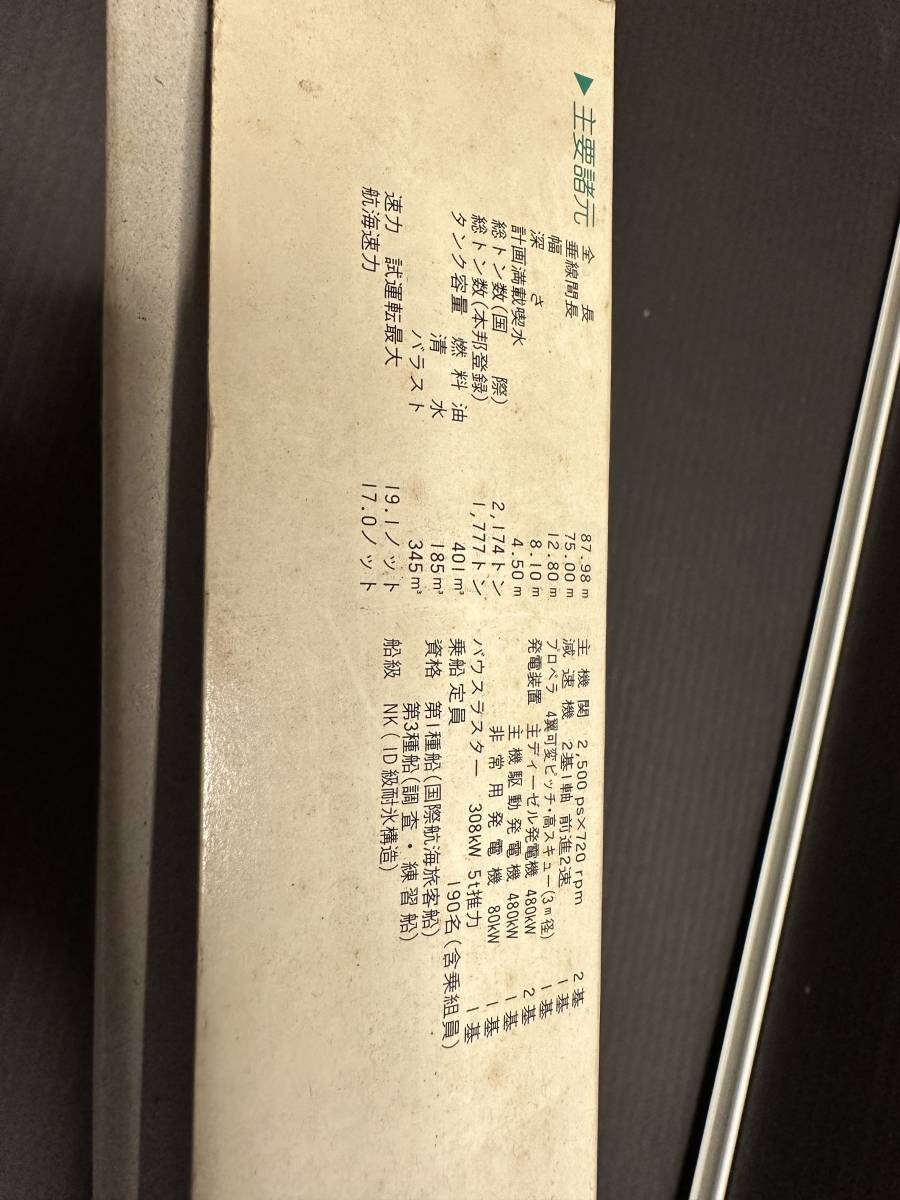 ▶主要諸元
全長 87.98m
垂線間長 75.00m
幅 12.80m
深さ 8.10m
計画満載喫水 4.50m
総トン数(国際) 2,174トン
総トン数(本邦登録) 1,777トン
タンク容量 燃料油 401m³
清水 185m³
バラスト 345m³
速力 試運転最大 19.1ノット
航海速力 17.0ノット
主機関 2,500ps×720rpm 2基
減速機 2基1軸 前進2速 1基
プロペラ 4翼可変ピッチ・高スキュー(3m径) 1基
発電装置 主ディーゼル発電機 480kW 2基
主機駆動発電機 480kW 1基
非常用発電機 80kW 1基
バウスラスター 308kW 5t推力 1基
乗船定員 190名(含乗組員)
資格 第1種船(国際航海旅客船)
第3種船(調査・練習船)
船級 NK(ID級耐氷構造)